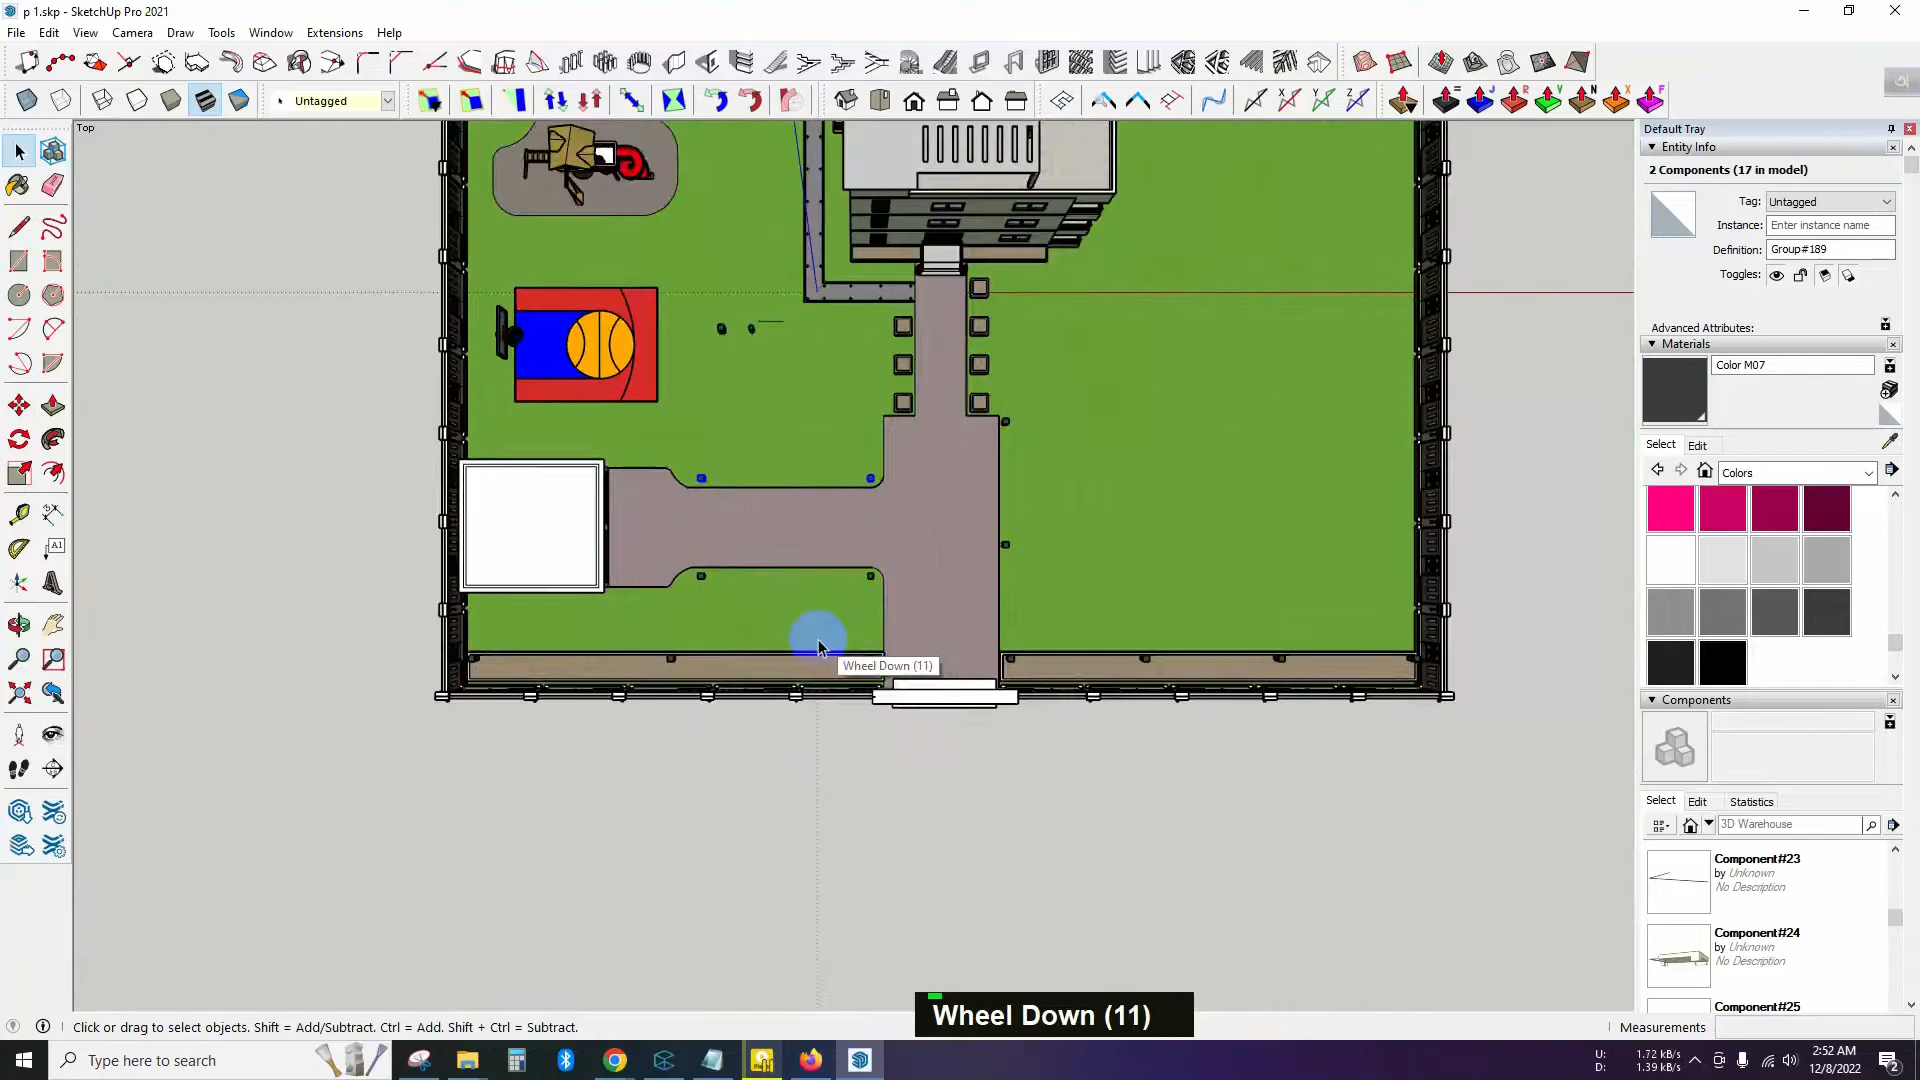 p 1.skp - SketchUp Pro 2021
File Edit View Camera Draw Tools Window Extensions Help
Untagged
Top
Default Tray
Entity Info
2 Components (17 in model)
Tag: Untagged
Instance: Enter instance name
Definition: Group#189
Toggles:
Advanced Attributes:
Materials
Color M07
Select Edit
Colors
Components
Select Edit Statistics
3D Warehouse
Component#23
by Unknown
No Description
Component#24
by Unknown
No Description
Component#25
Wheel Down (11)
Wheel Down (11)
Click or drag to select objects. Shift = Add/Subtract. Ctrl = Add. Shift + Ctrl = Subtract.
Measurements
Type here to search
U: 1.72 kB/s
D: 1.39 kB/s
2:52 AM
12/8/2022
2